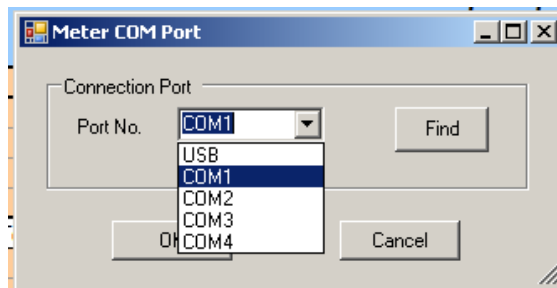 Meter COM Port
Connection Port
Port No.
COM1
Find
USB
COM1
COM2
COM3
COM4
Cancel